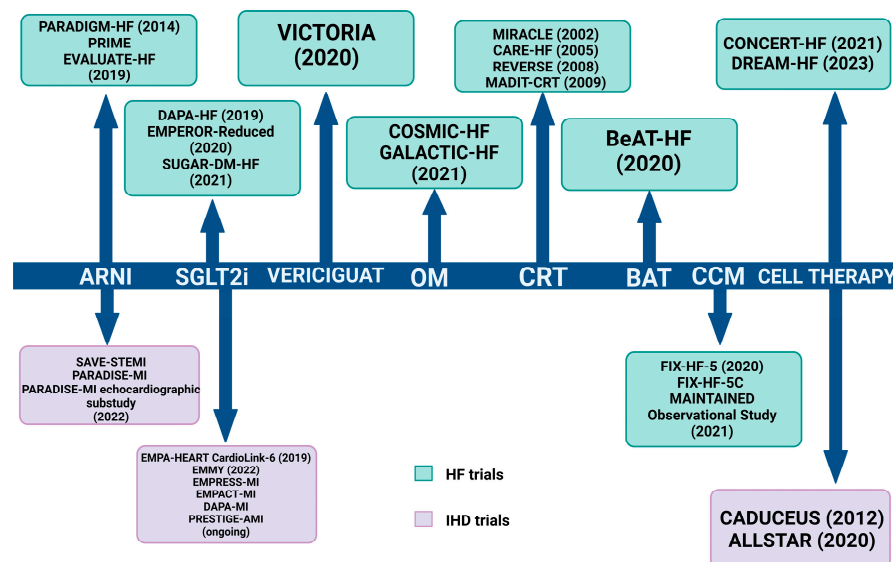 PARADIGM-HF (2014)
PRIME
EVALUATE-HF
(2019)
VICTORIA
(2020)
MIRACLE (2002)
CARE-HF (2005)
REVERSE (2008)
MADIT-CRT (2009)
CONCERT-HF (2021)
DREAM-HF (2023)
DAPA-HF (2019)
EMPEROR-Reduced
(2020)
SUGAR-DM-HF
(2021)
COSMIC-HF
GALACTIC-HF
(2021)
BeAT-HF
(2020)
ARNI SGLT2i VERICIGUAT OM CRT BAT CCM CELL THERAPY
SAVE-STEMI
PARADISE-MI
PARADISE-MI echocardiographic
substudy
(2022)
FIX-HF-5 (2020)
FIX-HF-5C
MAINTAINED
Observational Study
(2021)
EMPA-HEART CardioLink-6 (2019)
EMMY (2022)
EMPRESS-MI
EMPACT-MI
DAPA-MI
PRESTIGE-AMI
(ongoing)
HF trials
IHD trials
CADUCEUS (2012)
ALLSTAR (2020)